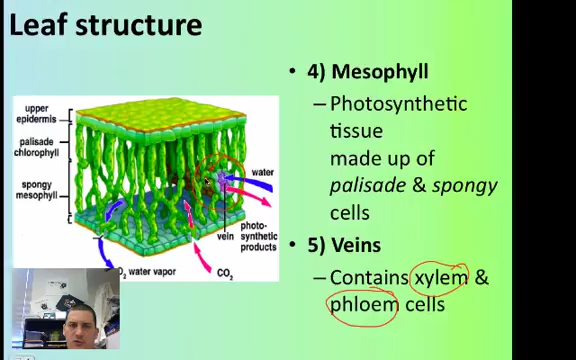 Leaf structure
• 4) Mesophyll
– Photosynthetic
tissue
made up of
palisade & spongy
cells
• 5) Veins
– Contains xylem &
phloem cells
upper
epidermis
palisade
chlorophyll
spongy
mesophyll
water
vein
photo-
synthetic
products
water vapor
CO2